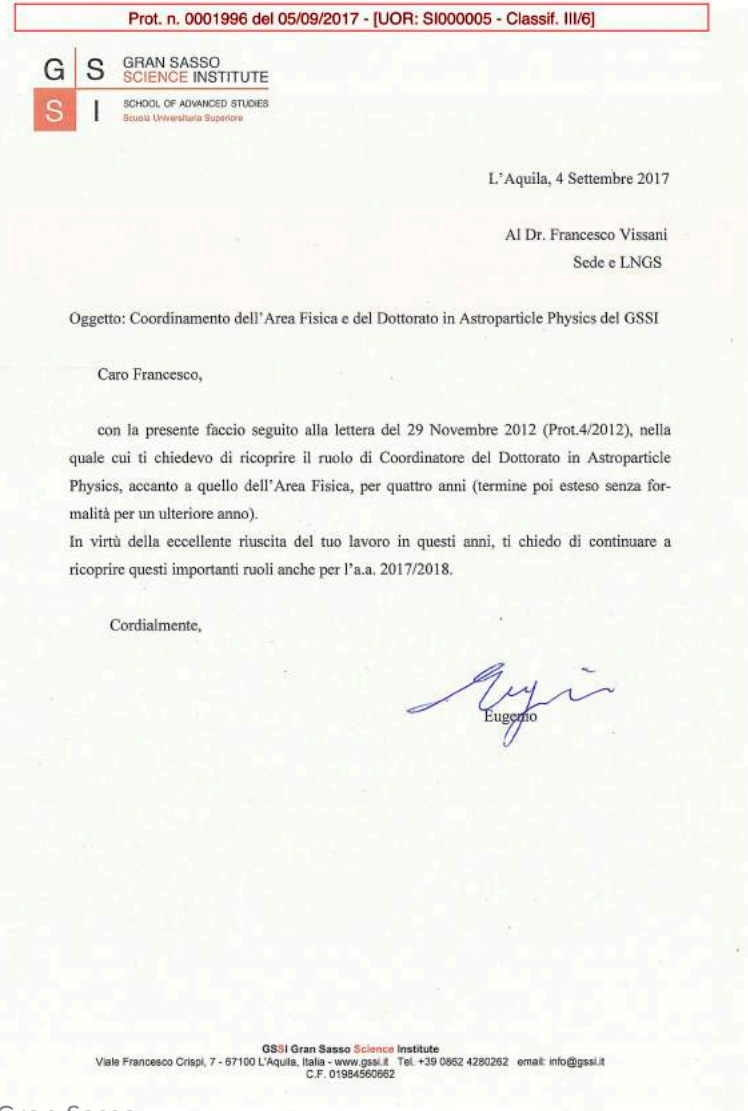 Prot. n. 0001996 del 05/09/2017 - [UOR: SI000005 - Classif. III/6]
G S
S I
GRAN SASSO
SCIENCE INSTITUTE
SCHOOL OF ADVANCED STUDIES
Scuola Universitaria Superiore
L'Aquila, 4 Settembre 2017
Al Dr. Francesco Vissani
Sede e LNGS
Oggetto: Coordinamento dell'Area Fisica e del Dottorato in Astroparticle Physics del GSSI
Caro Francesco,
con la presente faccio seguito alla lettera del 29 Novembre 2012 (Prot.4/2012), nella
quale cui ti chiedevo di ricoprire il ruolo di Coordinatore del Dottorato in Astroparticle
Physics, accanto a quello dell'Area Fisica, per quattro anni (termine poi esteso senza for-
malità per un ulteriore anno).
In virtù della eccellente riuscita del tuo lavoro in questi anni, ti chiedo di continuare a
ricoprire questi importanti ruoli anche per l'a.a. 2017/2018.
Cordialmente,
Eugenio
GSSI Gran Sasso Science Institute
Viale Francesco Crispi, 7 - 67100 L'Aquila, Italia - www.gssi.it Tel. +39 0862 4280262 email: info@gssi.it
C.F. 01984560662